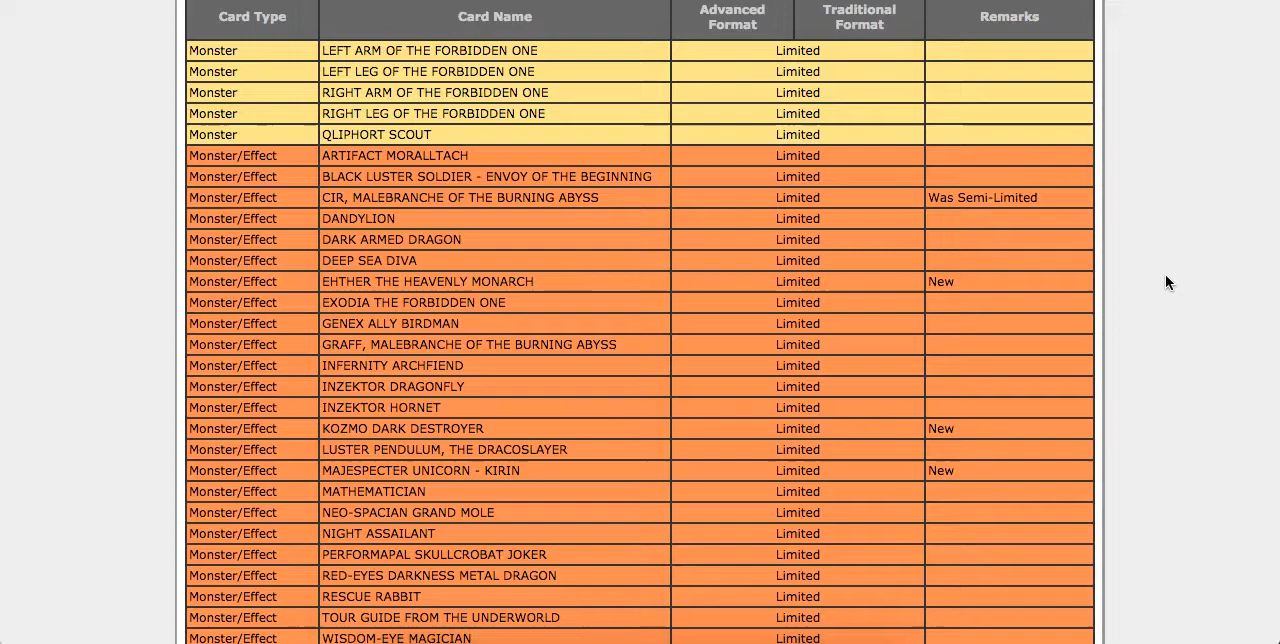 Card Type Card Name Advanced Format Traditional Format Remarks
Monster LEFT ARM OF THE FORBIDDEN ONE Limited
Monster LEFT LEG OF THE FORBIDDEN ONE Limited
Monster RIGHT ARM OF THE FORBIDDEN ONE Limited
Monster RIGHT LEG OF THE FORBIDDEN ONE Limited
Monster QLIPHORT SCOUT Limited
Monster/Effect ARTIFACT MORALLTACH Limited
Monster/Effect BLACK LUSTER SOLDIER - ENVOY OF THE BEGINNING Limited
Monster/Effect CIR, MALEBRANCHE OF THE BURNING ABYSS Limited Was Semi-Limited
Monster/Effect DANDYLION Limited
Monster/Effect DARK ARMED DRAGON Limited
Monster/Effect DEEP SEA DIVA Limited
Monster/Effect EHTHER THE HEAVENLY MONARCH Limited New
Monster/Effect EXODIA THE FORBIDDEN ONE Limited
Monster/Effect GENEX ALLY BIRDMAN Limited
Monster/Effect GRAFF, MALEBRANCHE OF THE BURNING ABYSS Limited
Monster/Effect INFERNITY ARCHFIEND Limited
Monster/Effect INZEKTOR DRAGONFLY Limited
Monster/Effect INZEKTOR HORNET Limited
Monster/Effect KOZMO DARK DESTROYER Limited New
Monster/Effect LUSTER PENDULUM, THE DRACOSLAYER Limited
Monster/Effect MAJESPECTER UNICORN - KIRIN Limited New
Monster/Effect MATHEMATICIAN Limited
Monster/Effect NEO-SPACIAN GRAND MOLE Limited
Monster/Effect NIGHT ASSAILANT Limited
Monster/Effect PERFORMAPAL SKULLCROBAT JOKER Limited
Monster/Effect RED-EYES DARKNESS METAL DRAGON Limited
Monster/Effect RESCUE RABBIT Limited
Monster/Effect TOUR GUIDE FROM THE UNDERWORLD Limited
Monster/Effect WISDOM-EYE MAGICIAN Limited